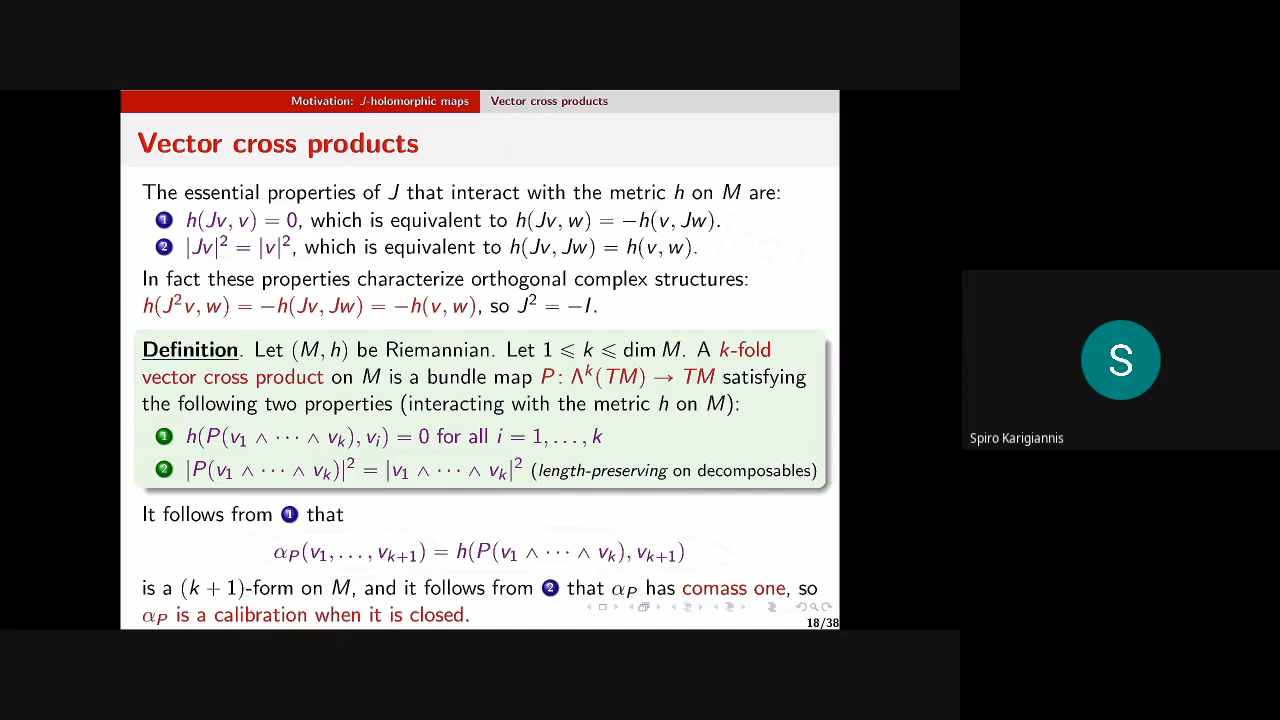 Motivation: J-holomorphic maps Vector cross products
Vector cross products
The essential properties of J that interact with the metric h on M are:
1 h(Jv, v) = 0, which is equivalent to h(Jv, w) = −h(v, Jw).
2 |Jv|² = |v|², which is equivalent to h(Jv, Jw) = h(v, w).
In fact these properties characterize orthogonal complex structures:
h(J²v, w) = −h(Jv, Jw) = −h(v, w), so J² = −I.
Definition. Let (M, h) be Riemannian. Let 1 ⩽ k ⩽ dim M. A k-fold
vector cross product on M is a bundle map P: Λᵏ(TM) → TM satisfying
the following two properties (interacting with the metric h on M):
1 h(P(v₁ ∧ ··· ∧ vₖ), vᵢ) = 0 for all i = 1, . . . , k
2 |P(v₁ ∧ ··· ∧ vₖ)|² = |v₁ ∧ ··· ∧ vₖ|² (length-preserving on decomposables)
It follows from 1 that
α_P(v₁, . . . , vₖ₊₁) = h(P(v₁ ∧ ··· ∧ vₖ), vₖ₊₁)
is a (k + 1)-form on M, and it follows from 2 that α_P has comass one, so
α_P is a calibration when it is closed.
18/38
S
Spiro Karigiannis